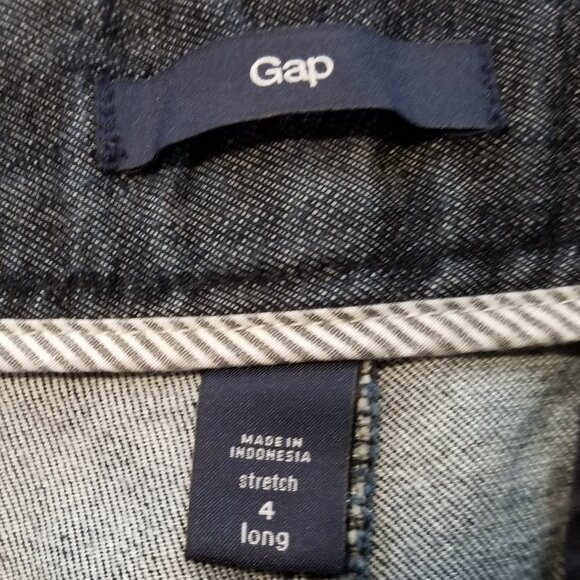 Gap
MADE IN
INDONESIA
stretch
4
long